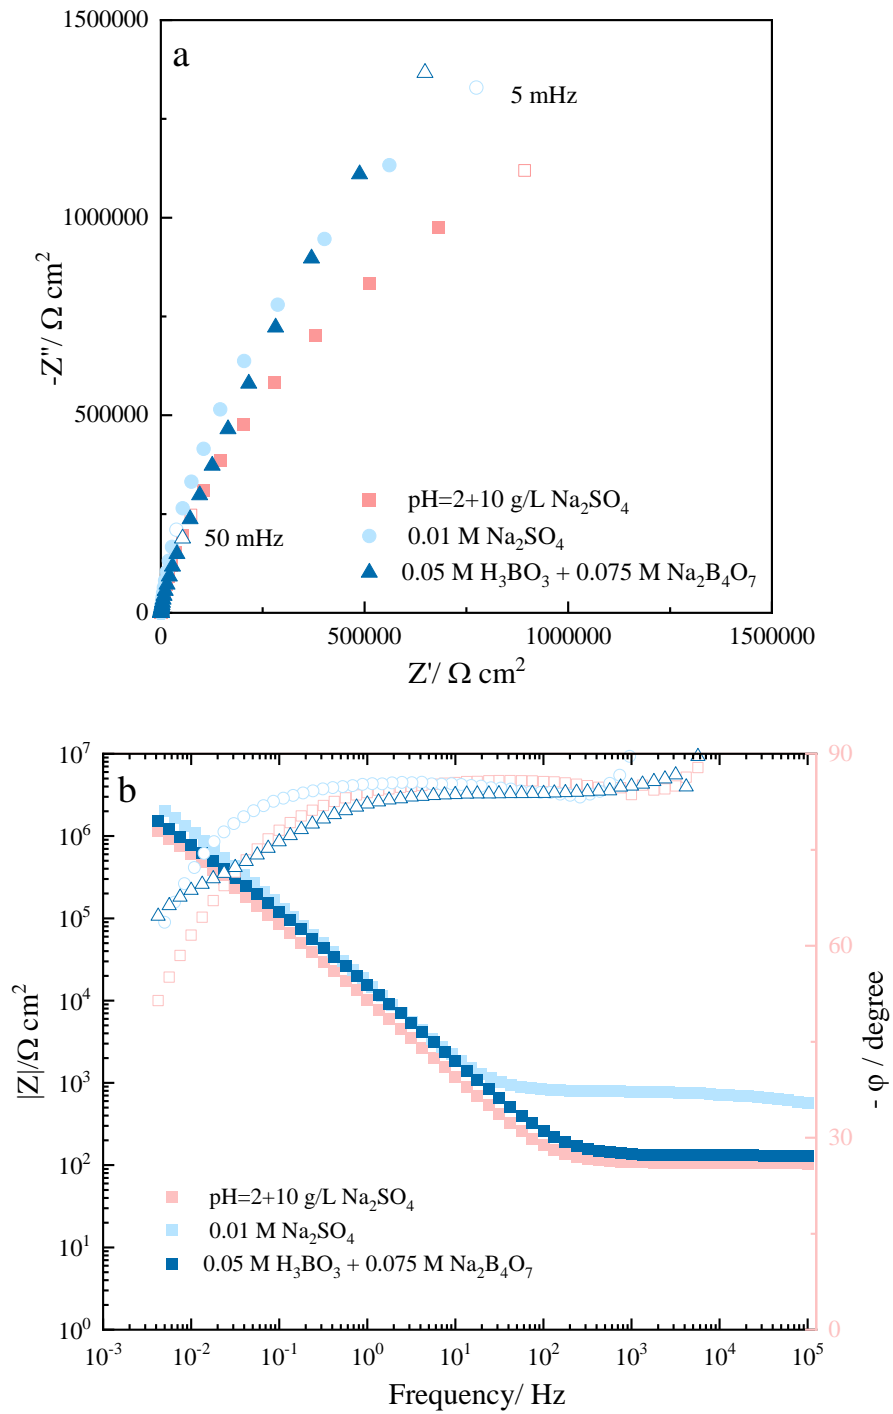 a
1500000
1000000
500000
0
-Z''/ Ω cm²
5 mHz
50 mHz
pH=2+10 g/L Na₂SO₄
0.01 M Na₂SO₄
0.05 M H₃BO₃ + 0.075 M Na₂B₄O₇
0 500000 1000000 1500000
Z'/ Ω cm²
b
10⁷
10⁶
10⁵
10⁴
10³
10²
10¹
10⁰
|Z|/Ω cm²
90
60
30
0
- φ / degree
pH=2+10 g/L Na₂SO₄
0.01 M Na₂SO₄
0.05 M H₃BO₃ + 0.075 M Na₂B₄O₇
10⁻³ 10⁻² 10⁻¹ 10⁰ 10¹ 10² 10³ 10⁴ 10⁵
Frequency/ Hz